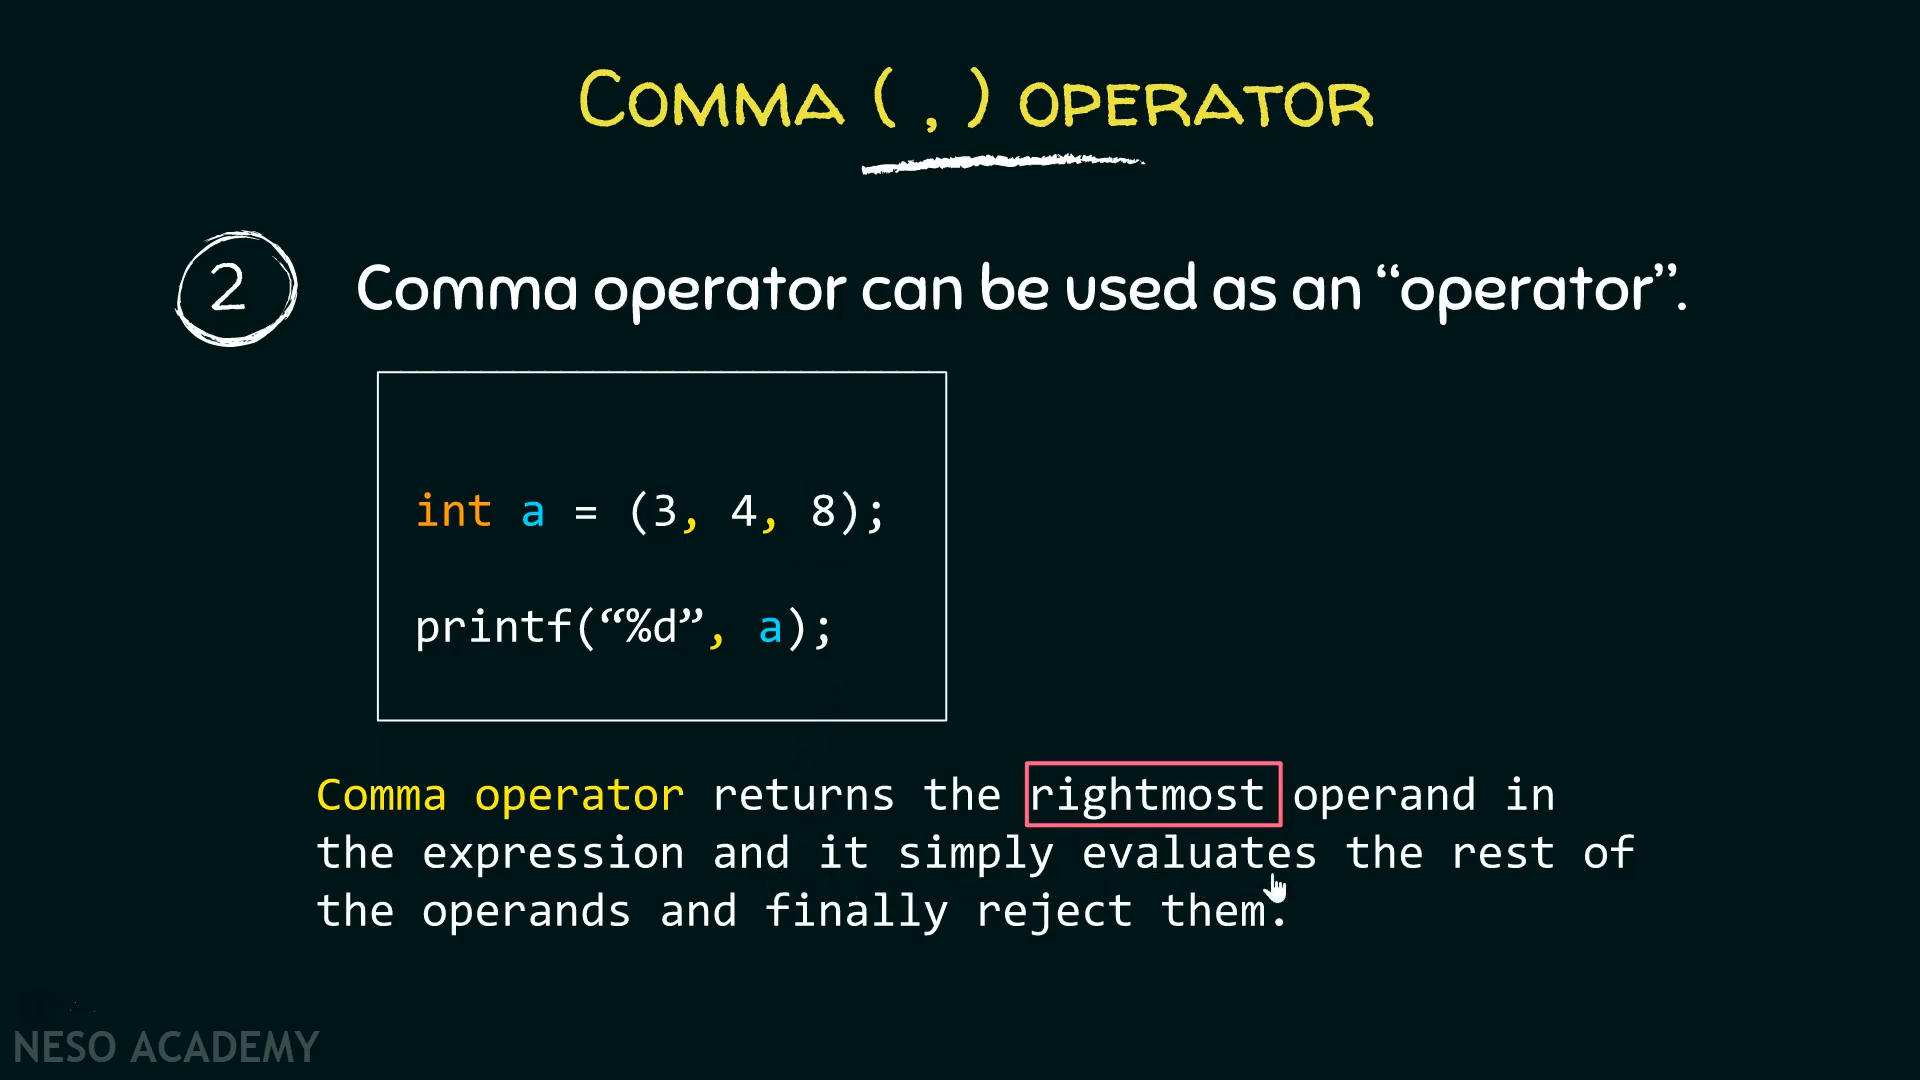 COMMA ( , ) OPERATOR
2 Comma operator can be used as an “operator”.
int a = (3, 4, 8);
printf(“%d”, a);
Comma operator returns the rightmost operand in
the expression and it simply evaluates the rest of
the operands and finally reject them.
NESO ACADEMY